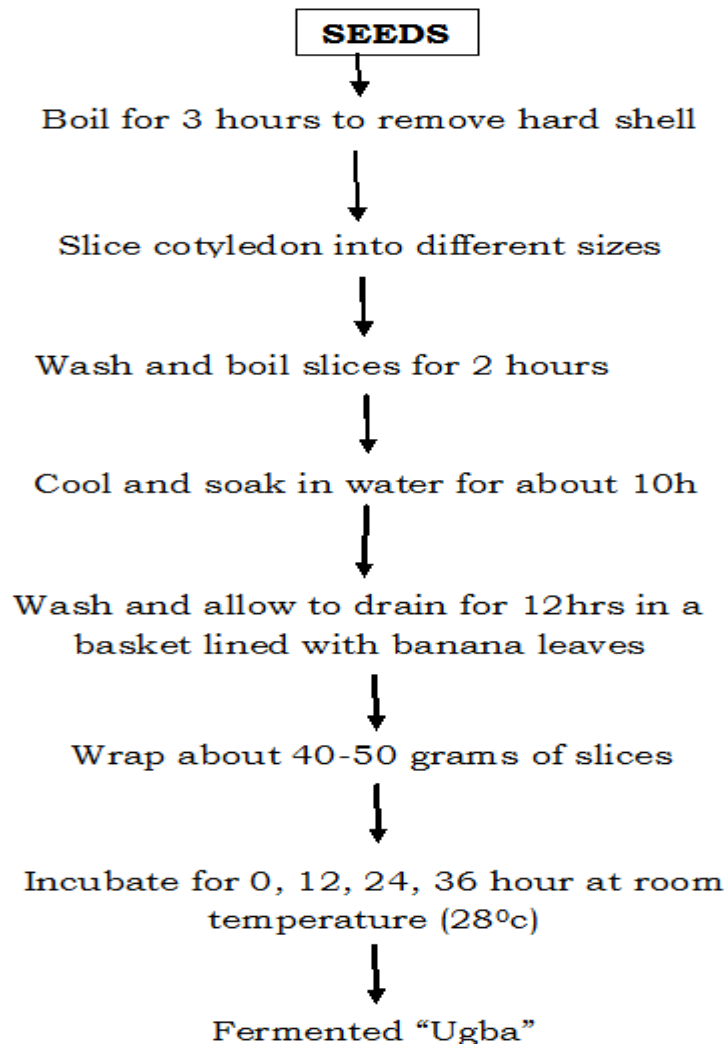 SEEDS
Boil for 3 hours to remove hard shell
Slice cotyledon into different sizes
Wash and boil slices for 2 hours
Cool and soak in water for about 10h
Wash and allow to drain for 12hrs in a
basket lined with banana leaves
Wrap about 40-50 grams of slices
Incubate for 0, 12, 24, 36 hour at room
temperature (28⁰c)
Fermented “Ugba”